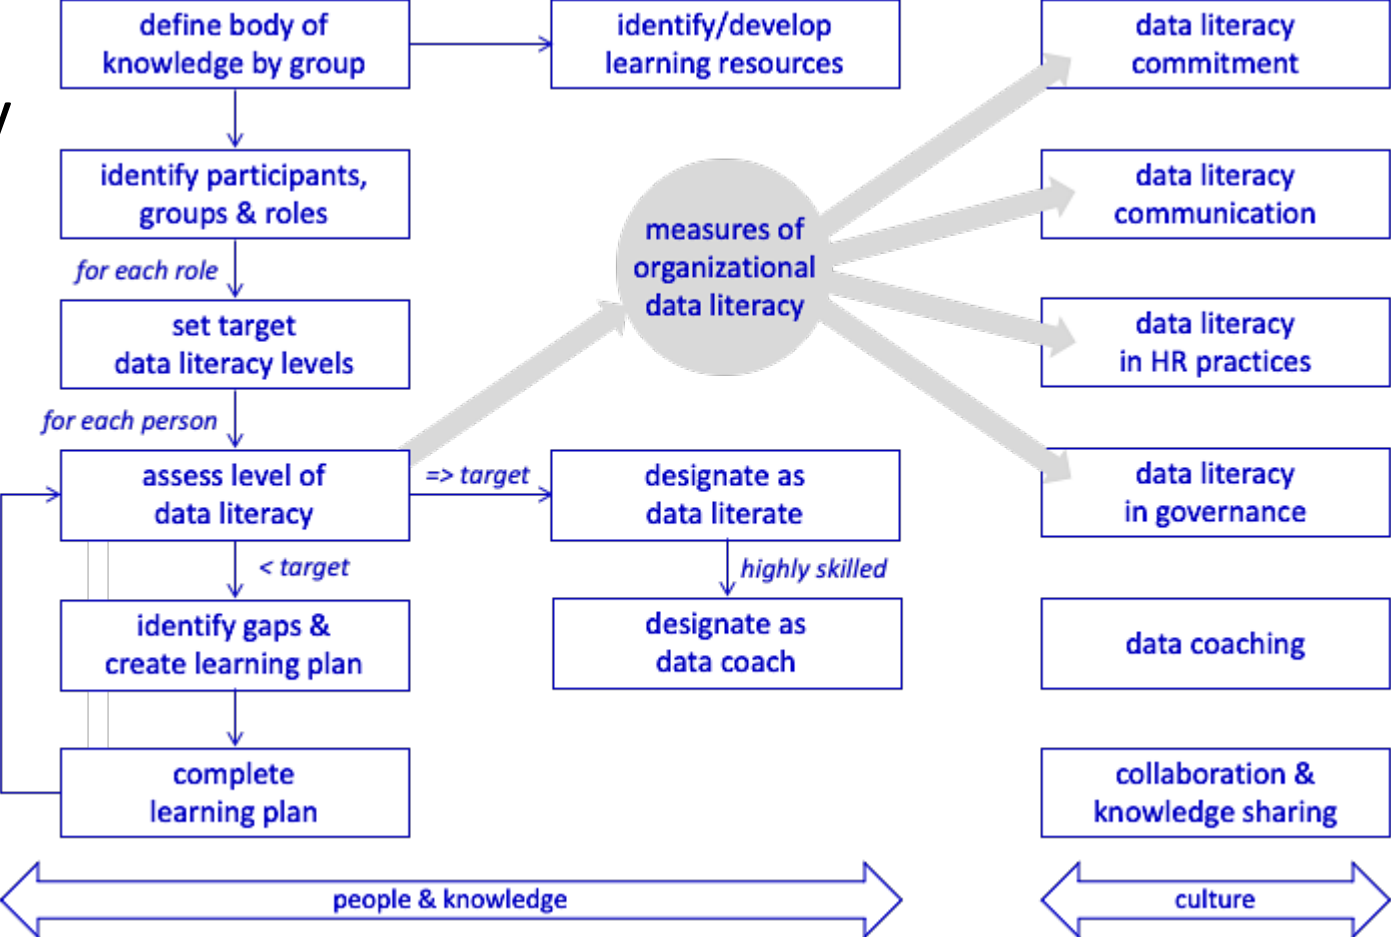 define body of
knowledge by group
identify/develop
learning resources
data literacy
commitment
y
identify participants,
groups & roles
data literacy
communication
measures of
organizational
data literacy
for each role
set target
data literacy levels
data literacy
in HR practices
for each person
assess level of
data literacy
=> target
designate as
data literate
data literacy
in governance
< target
highly skilled
identify gaps &
create learning plan
designate as
data coach
data coaching
complete
learning plan
collaboration &
knowledge sharing
people & knowledge
culture